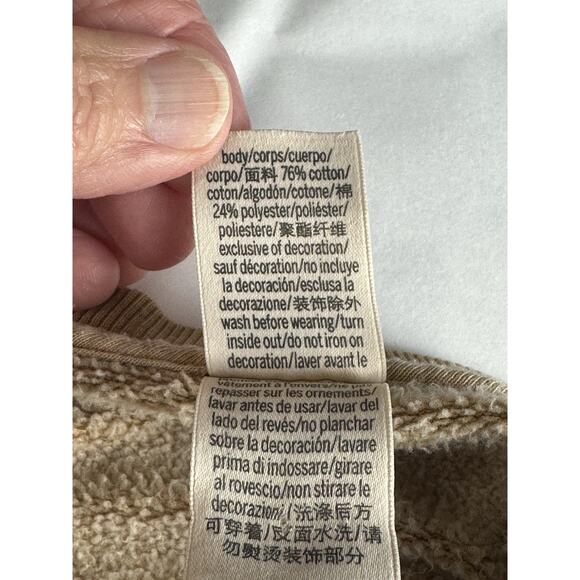 body/corps/cuerpo/
corpo/面料 76% cotton/
coton/algodón/cotone/棉
24% polyester/poliéster/
poliestere/聚酯纤维
exclusive of decoration/
sauf décoration/no incluye
la decoración/esclusa la
decorazione/装饰除外
wash before wearing/turn
inside out/do not iron on
decoration/laver avant le
vêtement à l'envers/ne pas
repasser sur les ornements/
lavar antes de usar/lavar del
lado del revés/no planchar
sobre la decoración/lavare
prima di indossare/girare
al rovescio/non stirare le
decorazioni/洗涤后方
可穿着/反面水洗/请
勿熨烫装饰部分